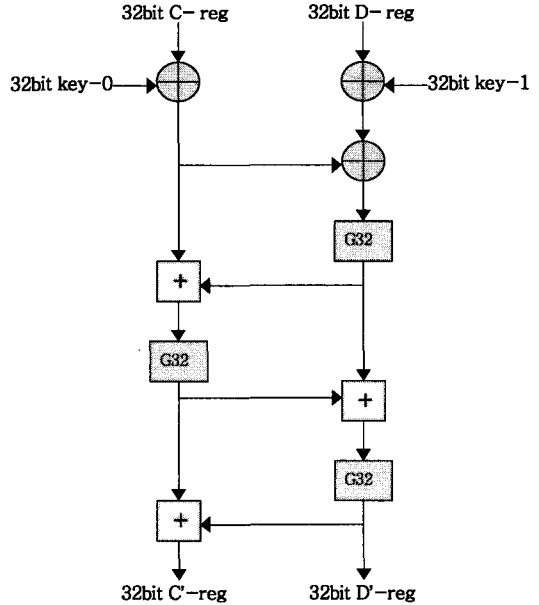 32bit C- reg
32bit D- reg
32bit key-0
32bit key-1
G32
+
G32
+
G32
+
32bit C'-reg
32bit D'-reg